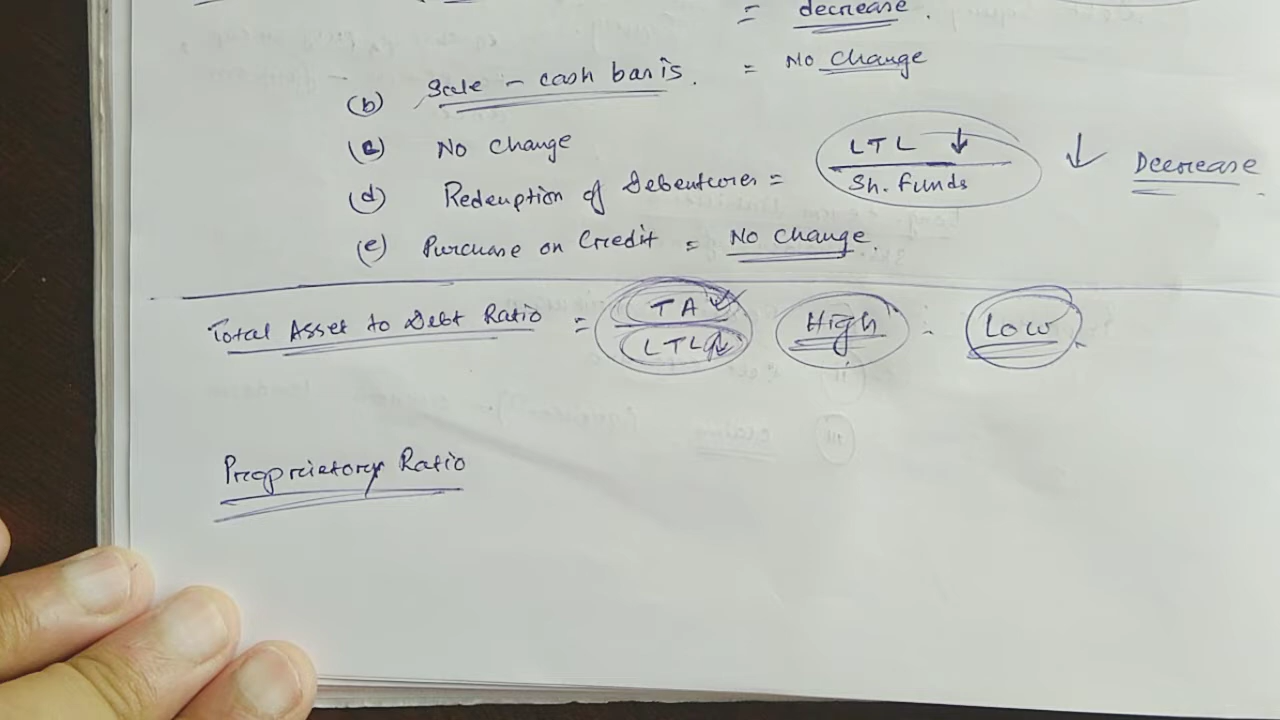 = decrease.
(b) Sale - cash basis. = No change
(c) No change
(d) Redemption of Debentures = LTL ↓ / Sh. funds ↓ Decrease
(e) Purchase on Credit = No change.
Total Asset to Debt Ratio = TA / LTL High Low
Proprietory Ratio